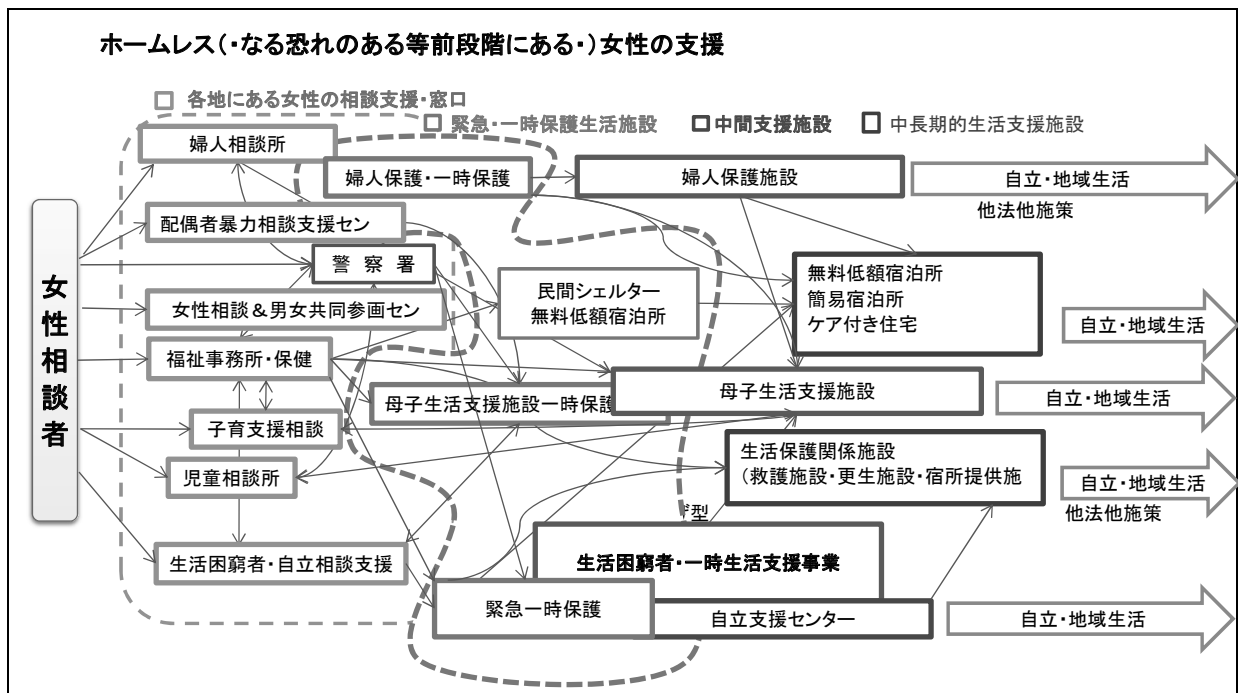 ホームレス(・なる恐れのある等前段階にある・)女性の支援
各地にある女性の相談支援・窓口
緊急・一時保護生活施設
中間支援施設
中長期的生活支援施設
女性相談者
婦人相談所
婦人保護・一時保護
婦人保護施設
自立・地域生活
他法他施策
配偶者暴力相談支援セン
警察署
女性相談&男女共同参画セン
民間シェルター
無料低額宿泊所
無料低額宿泊所
簡易宿泊所
ケア付き住宅
自立・地域生活
福祉事務所・保健
母子生活支援施設一時保護
母子生活支援施設
自立・地域生活
子育支援相談
児童相談所
生活保護関係施設
(救護施設・更生施設・宿所提供施
自立・地域生活
他法他施策
型
生活困窮者・自立相談支援
生活困窮者・一時生活支援事業
緊急一時保護
自立支援センター
自立・地域生活